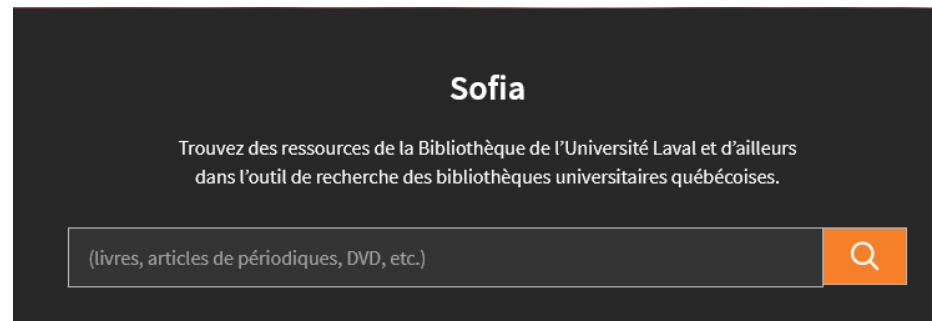 Sofia
Trouvez des ressources de la Bibliothèque de l’Université Laval et d’ailleurs
dans l’outil de recherche des bibliothèques universitaires québécoises.
(livres, articles de périodiques, DVD, etc.)